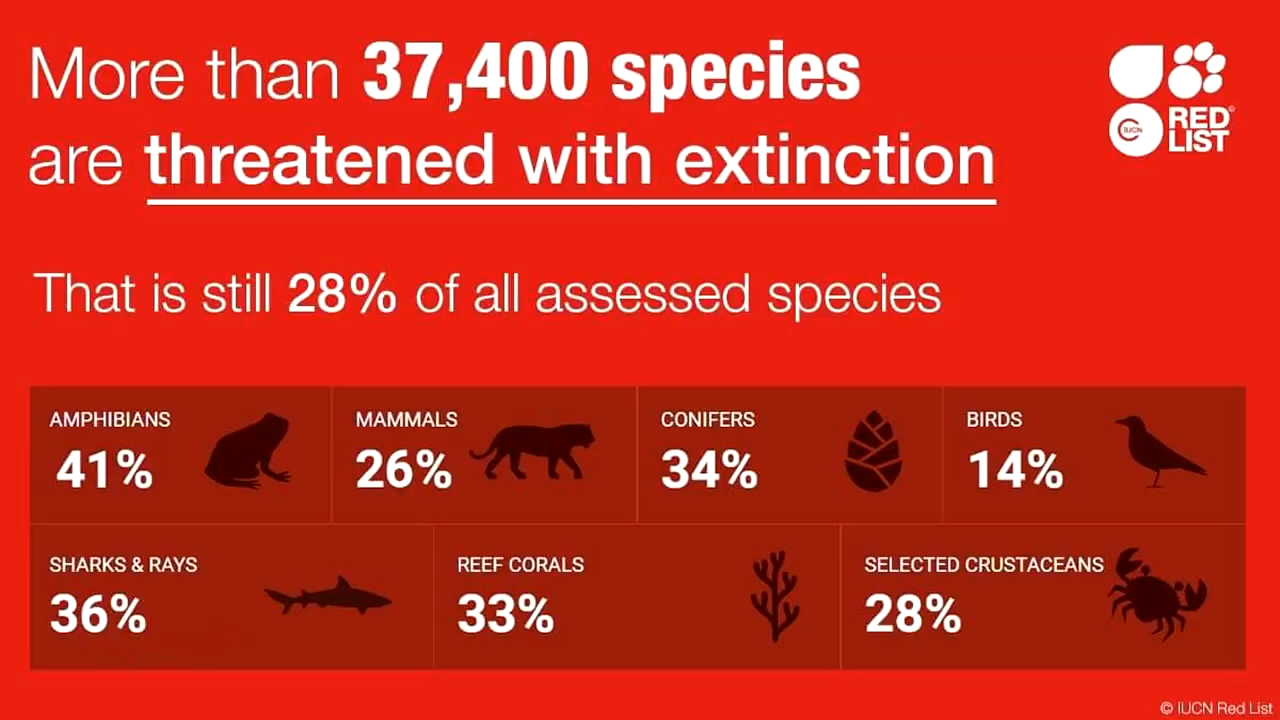 More than 37,400 species
are threatened with extinction
IUCN
RED
LIST
That is still 28% of all assessed species
AMPHIBIANS
41%
MAMMALS
26%
CONIFERS
34%
BIRDS
14%
SHARKS & RAYS
36%
REEF CORALS
33%
SELECTED CRUSTACEANS
28%
© IUCN Red List